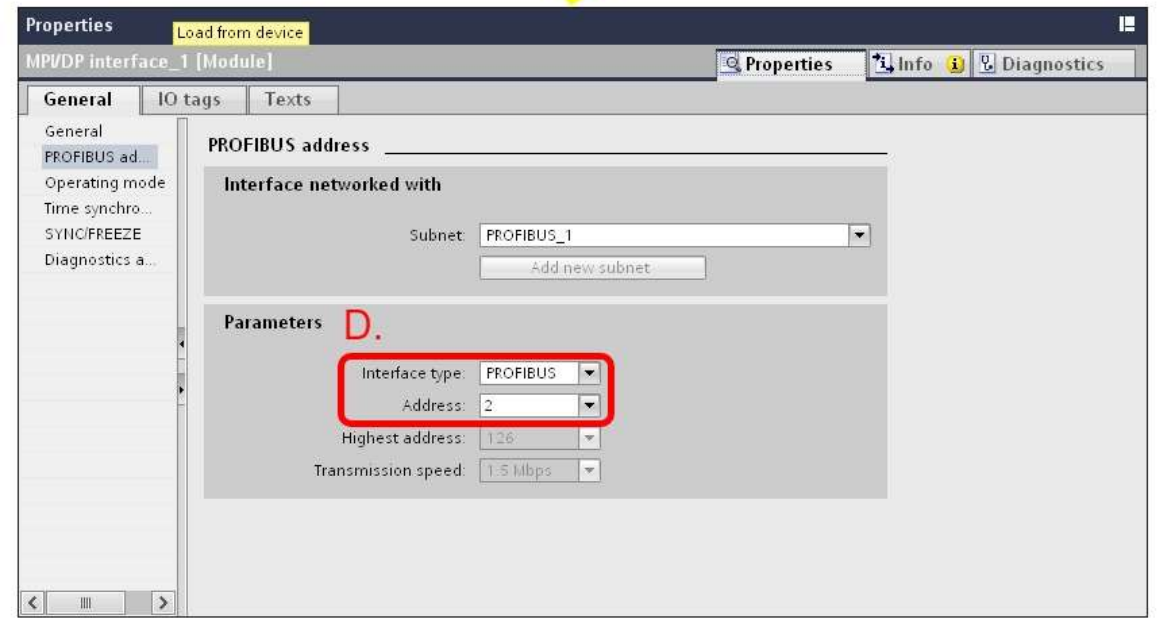 Properties
Load from device
MPI/DP interface_1 [Module]
Properties
Info
Diagnostics
General
IO tags
Texts
General
PROFIBUS ad...
Operating mode
Time synchro...
SYNC/FREEZE
Diagnostics a...
PROFIBUS address
Interface networked with
Subnet: PROFIBUS_1
Add new subnet
Parameters D.
Interface type: PROFIBUS
Address: 2
Highest address: 126
Transmission speed: 1.5 Mbps